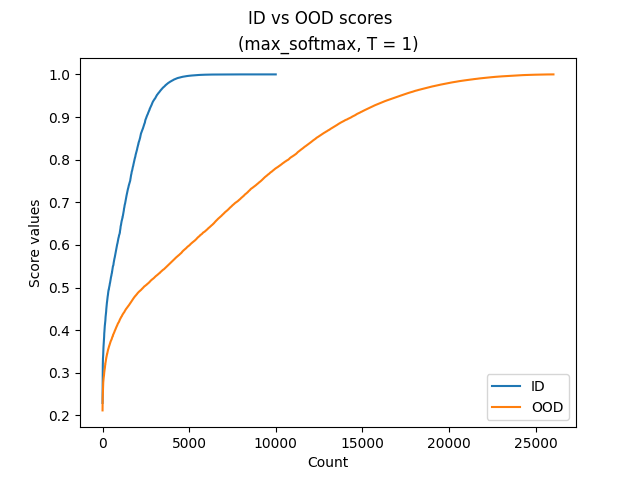 ID vs OOD scores
(max_softmax, T = 1)
1.0
0.9
0.8
0.7
0.6
0.5
0.4
0.3
0.2
Score values
0
5000
10000
15000
20000
25000
Count
ID
OOD